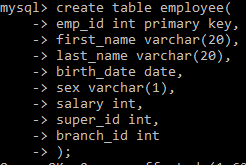 mysql> create table employee(
-> emp_id int primary key,
-> first_name varchar(20),
-> last_name varchar(20),
-> birth_date date,
-> sex varchar(1),
-> salary int,
-> super_id int,
-> branch_id int
-> );